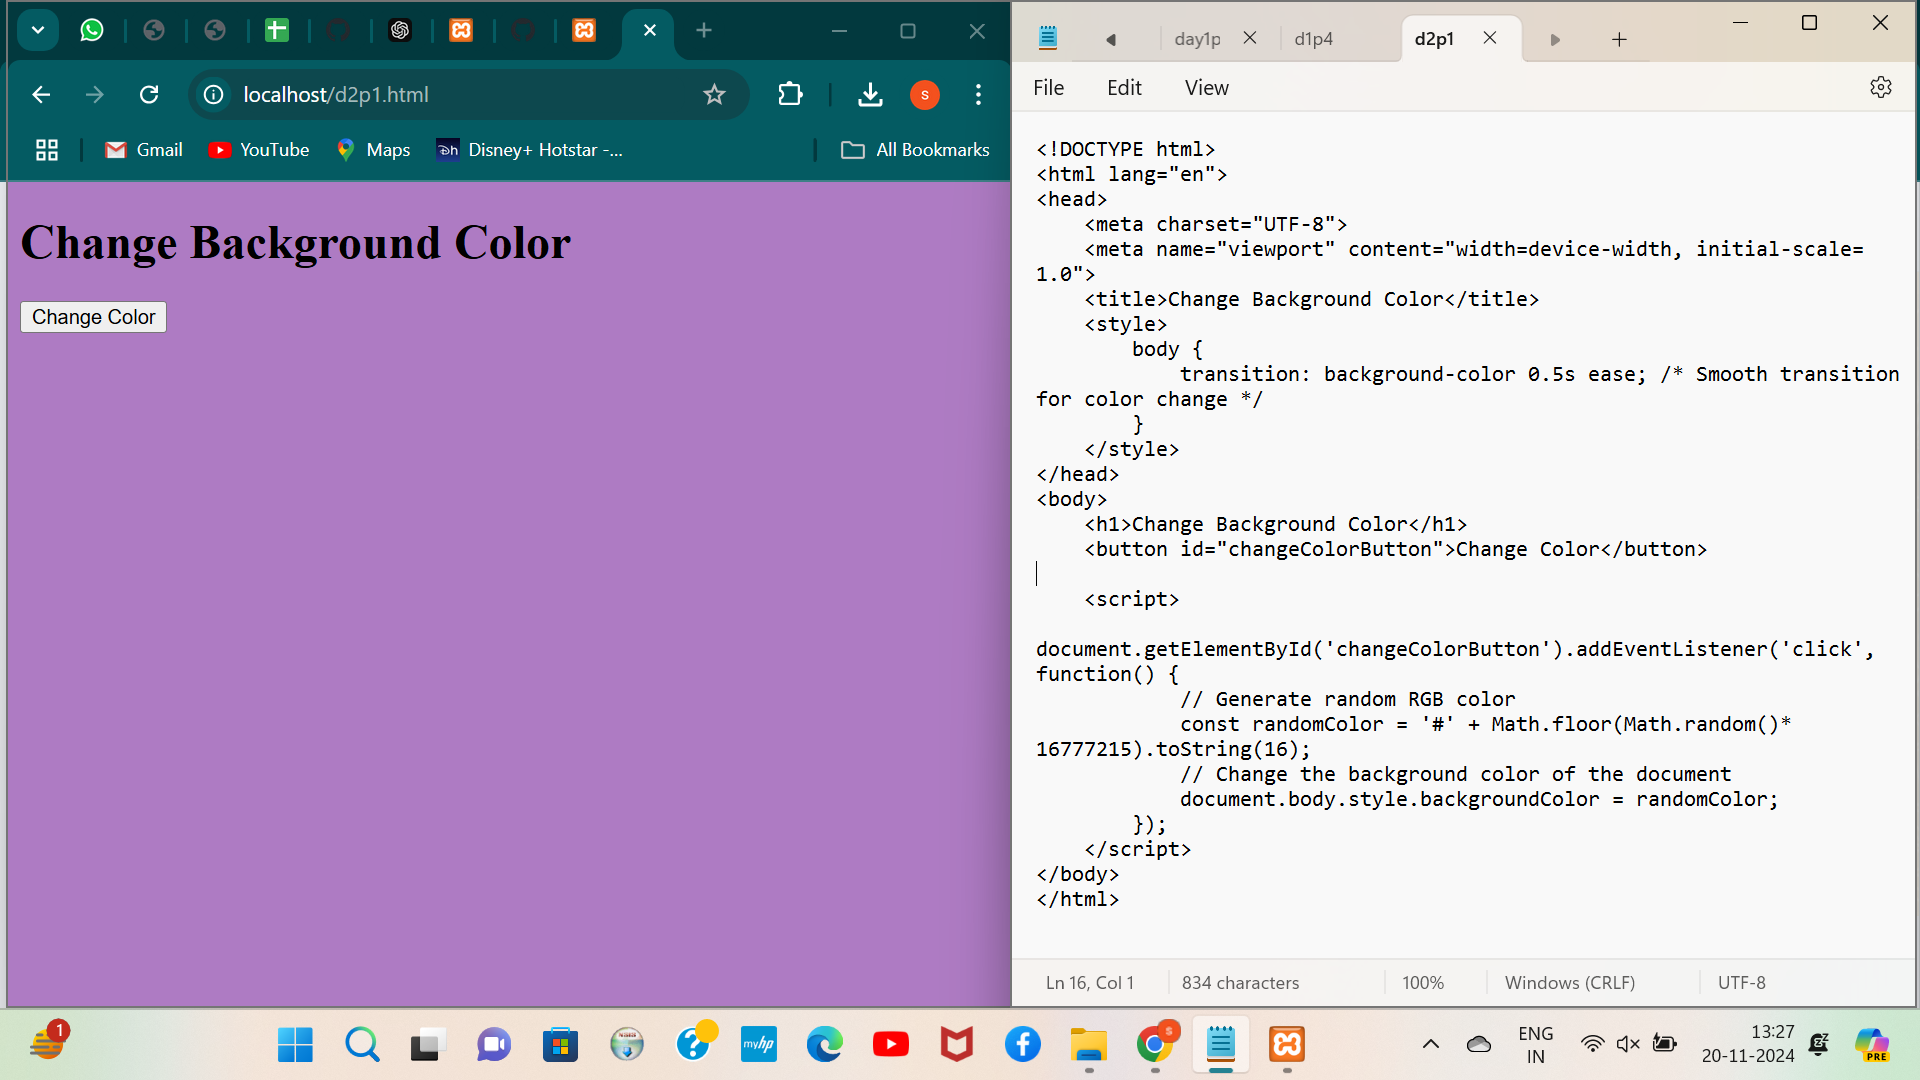 localhost/d2p1.html
Gmail
YouTube
Maps
Disney+ Hotstar -...
All Bookmarks
s
Change Background Color
Change Color
day1p
d1p4
d2p1
File
Edit
View
<!DOCTYPE html>
<html lang="en">
<head>
    <meta charset="UTF-8">
    <meta name="viewport" content="width=device-width, initial-scale=
1.0">
    <title>Change Background Color</title>
    <style>
        body {
            transition: background-color 0.5s ease; /* Smooth transition
for color change */
        }
    </style>
</head>
<body>
    <h1>Change Background Color</h1>
    <button id="changeColorButton">Change Color</button>
    <script>
document.getElementById('changeColorButton').addEventListener('click',
function() {
            // Generate random RGB color
            const randomColor = '#' + Math.floor(Math.random()*
16777215).toString(16);
            // Change the background color of the document
            document.body.style.backgroundColor = randomColor;
        });
    </script>
</body>
</html>
Ln 16, Col 1
834 characters
100%
Windows (CRLF)
UTF-8
1
myhp
s
ENG
IN
13:27
20-11-2024
PRE